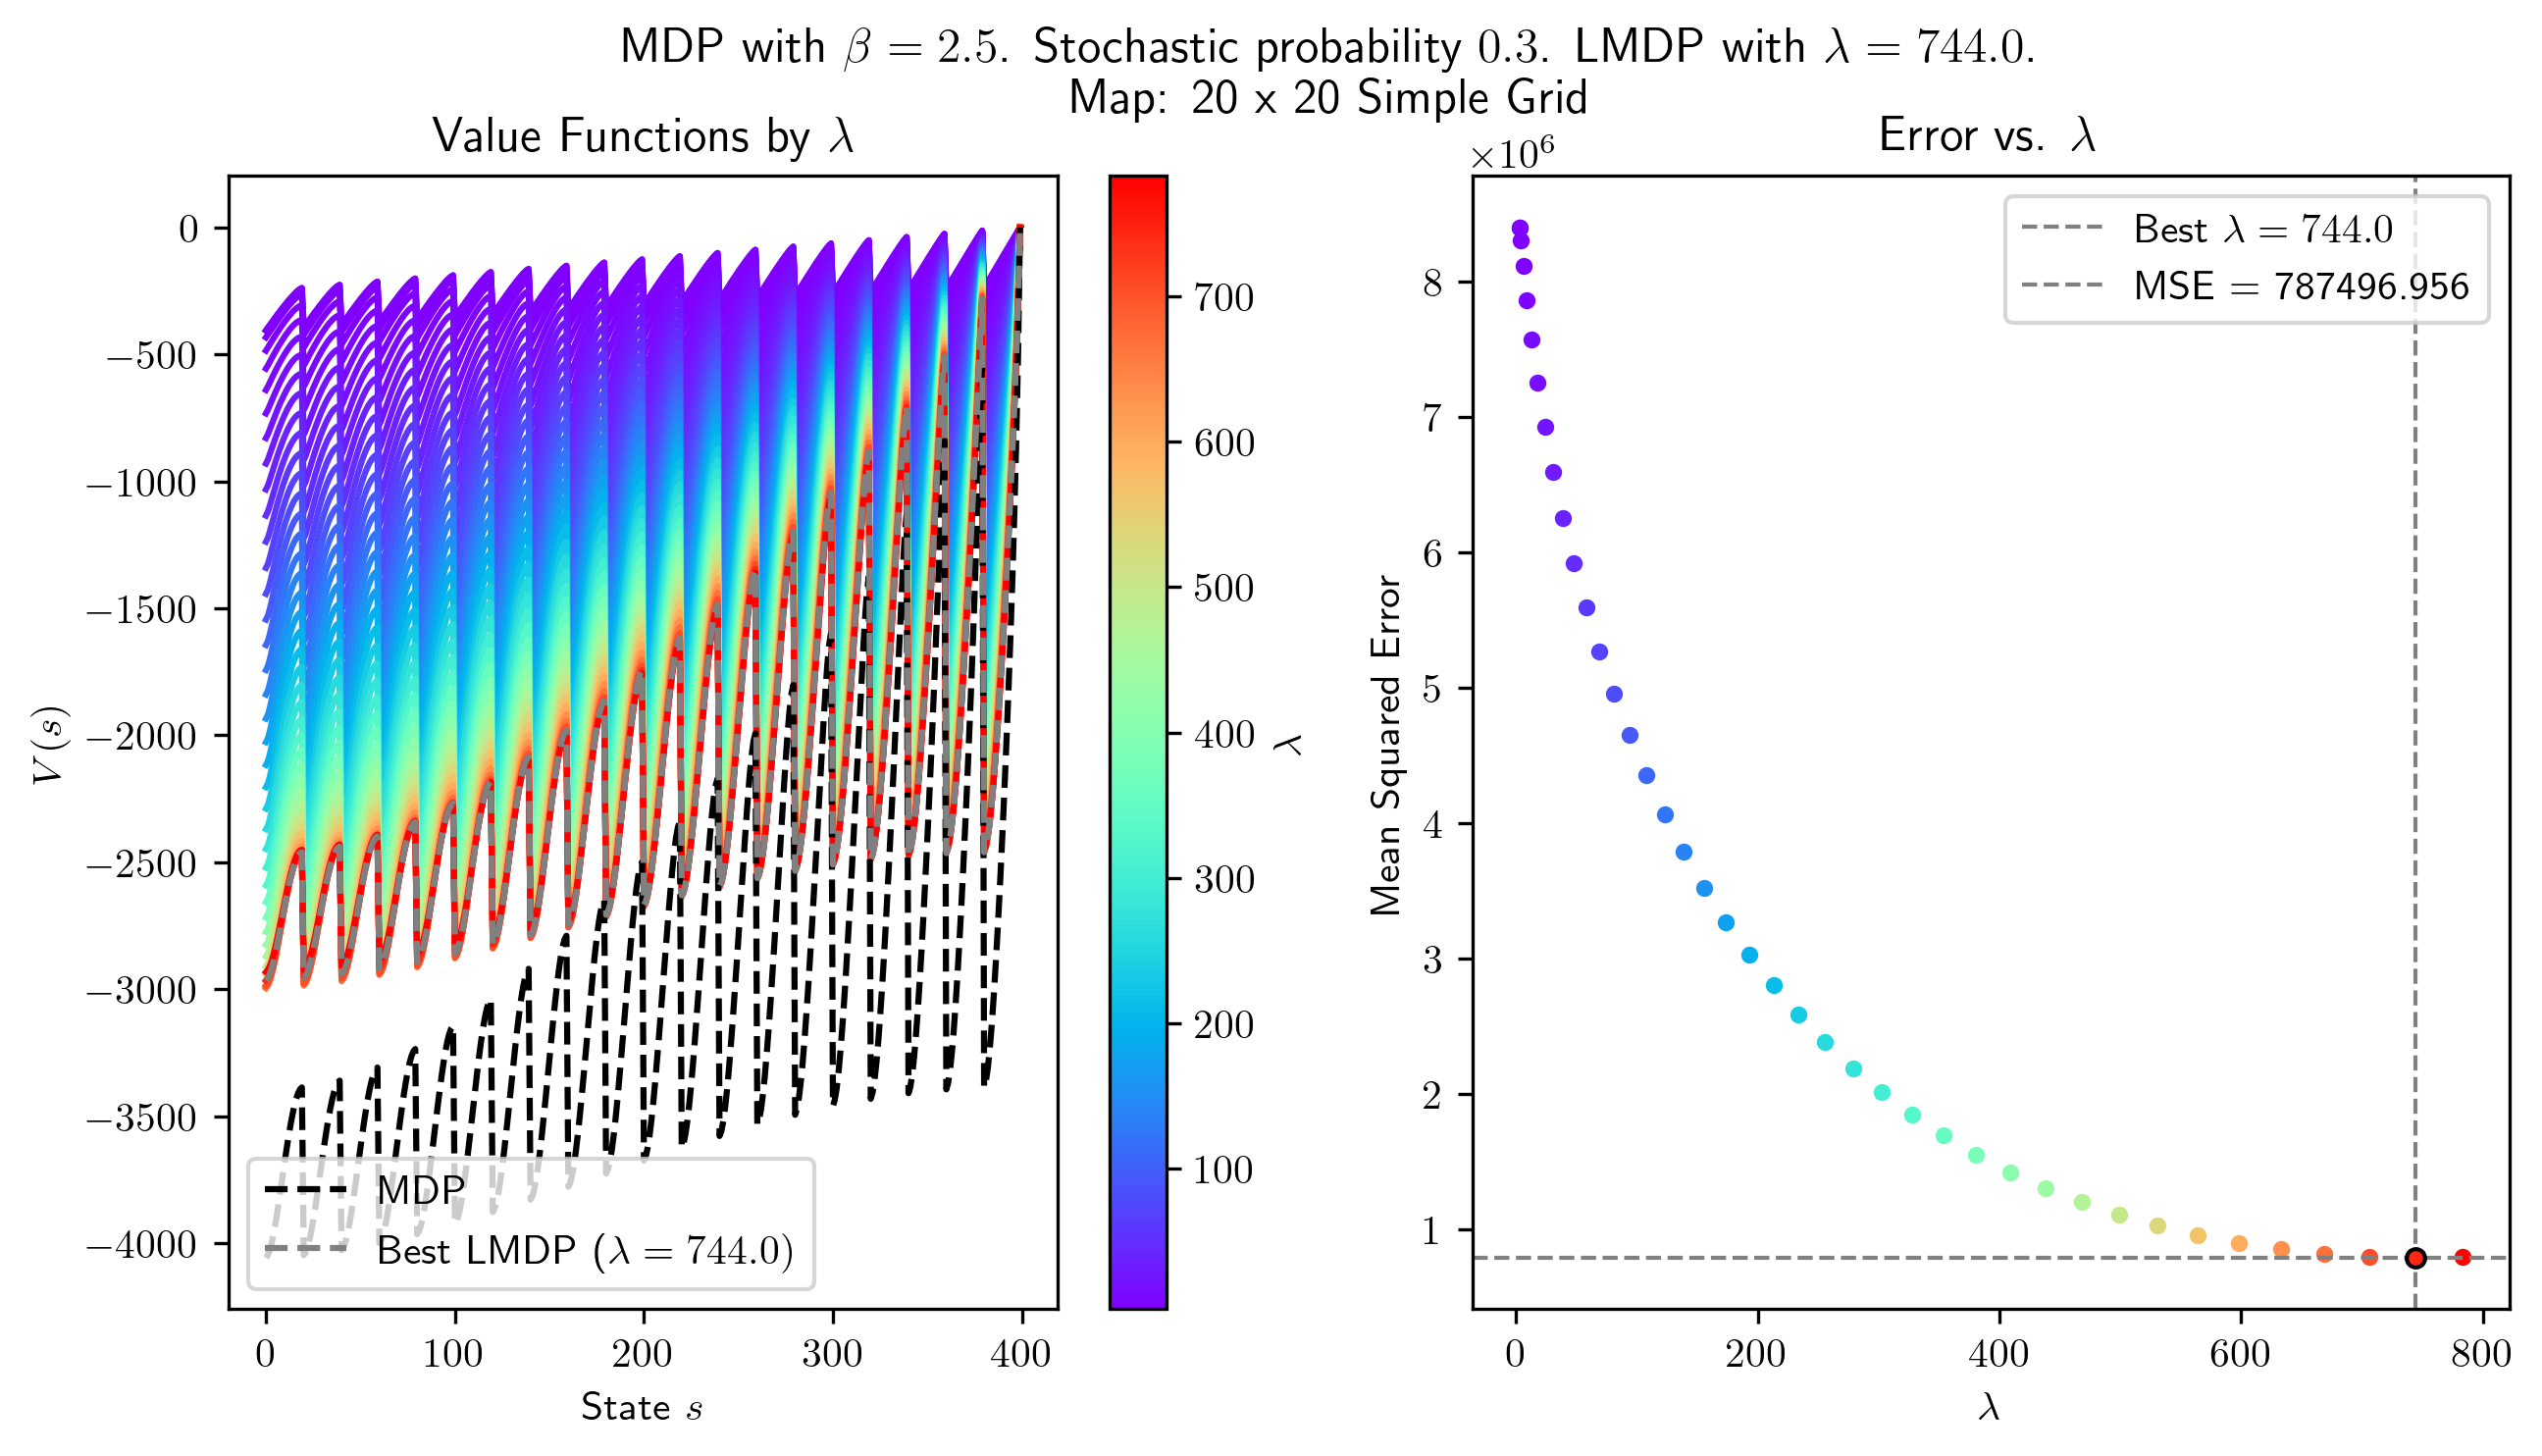 MDP with β = 2.5. Stochastic probability 0.3. LMDP with λ = 744.0.
Map: 20 x 20 Simple Grid
Value Functions by λ
V(s)
0
−500
−1000
−1500
−2000
−2500
−3000
−3500
−4000
MDP
Best LMDP (λ = 744.0)
0 100 200 300 400
State s
700
600
500
400
300
200
100
λ
Error vs. λ
×10⁶
Mean Squared Error
8
7
6
5
4
3
2
1
Best λ = 744.0
MSE = 787496.956
0 200 400 600 800
λ